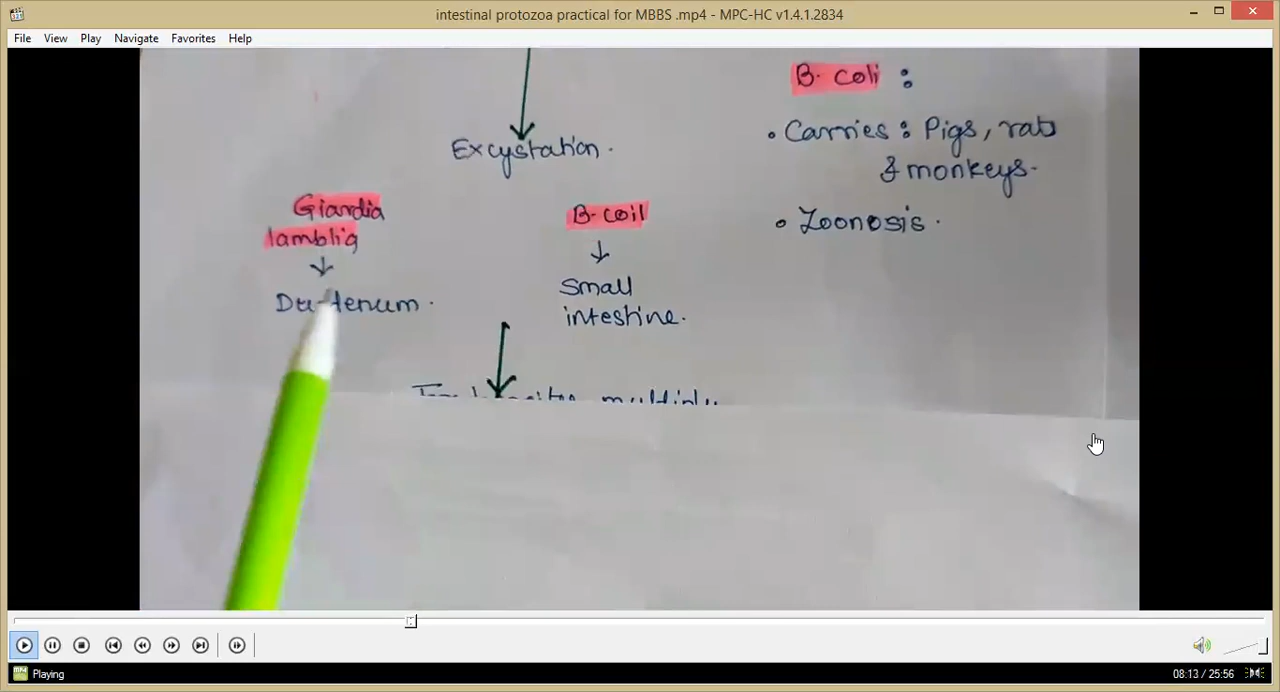 intestinal protozoa practical for MBBS .mp4 - MPC-HC v1.4.1.2834
File View Play Navigate Favorites Help
B. coli :
• Carries : Pigs, rats
& monkeys.
• Zoonosis.
Excystation.
Giardia
lamblia
↓
B-coil
↓
Small
intestine.
multiply
Playing
08:13 / 25:56